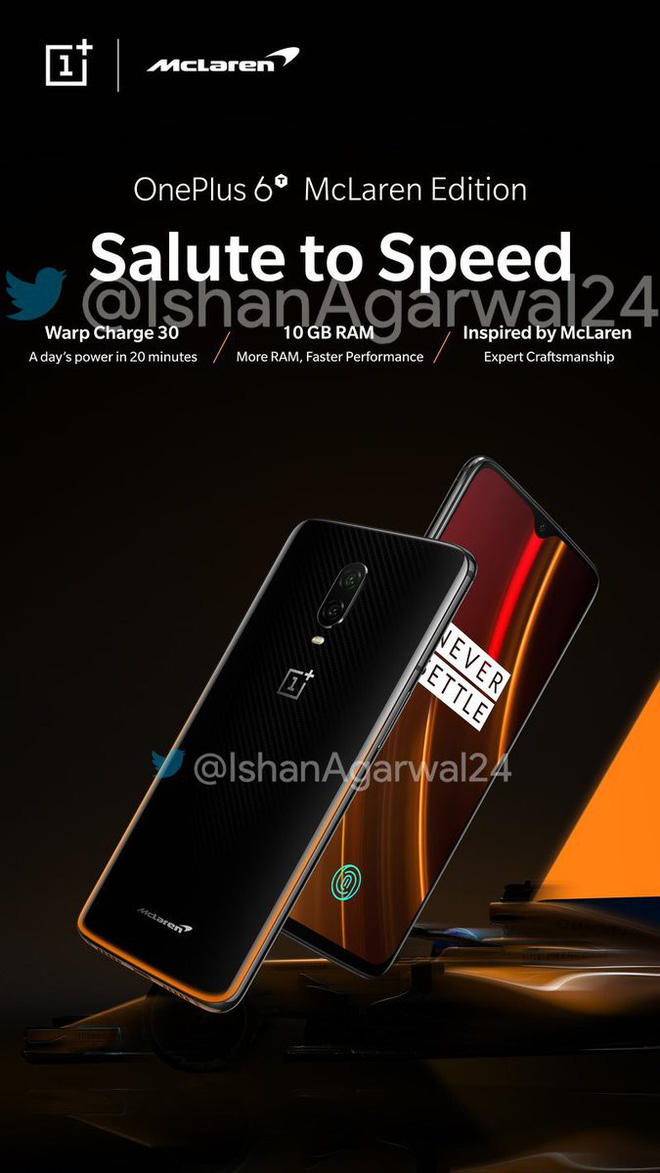 1+ McLaren
OnePlus 6T McLaren Edition
Salute to Speed
@IshanAgarwal24
Warp Charge 30 / 10 GB RAM / Inspired by McLaren
A day's power in 20 minutes More RAM, Faster Performance Expert Craftsmanship
NEVER
SETTLE
1+
@IshanAgarwal24
McLaren